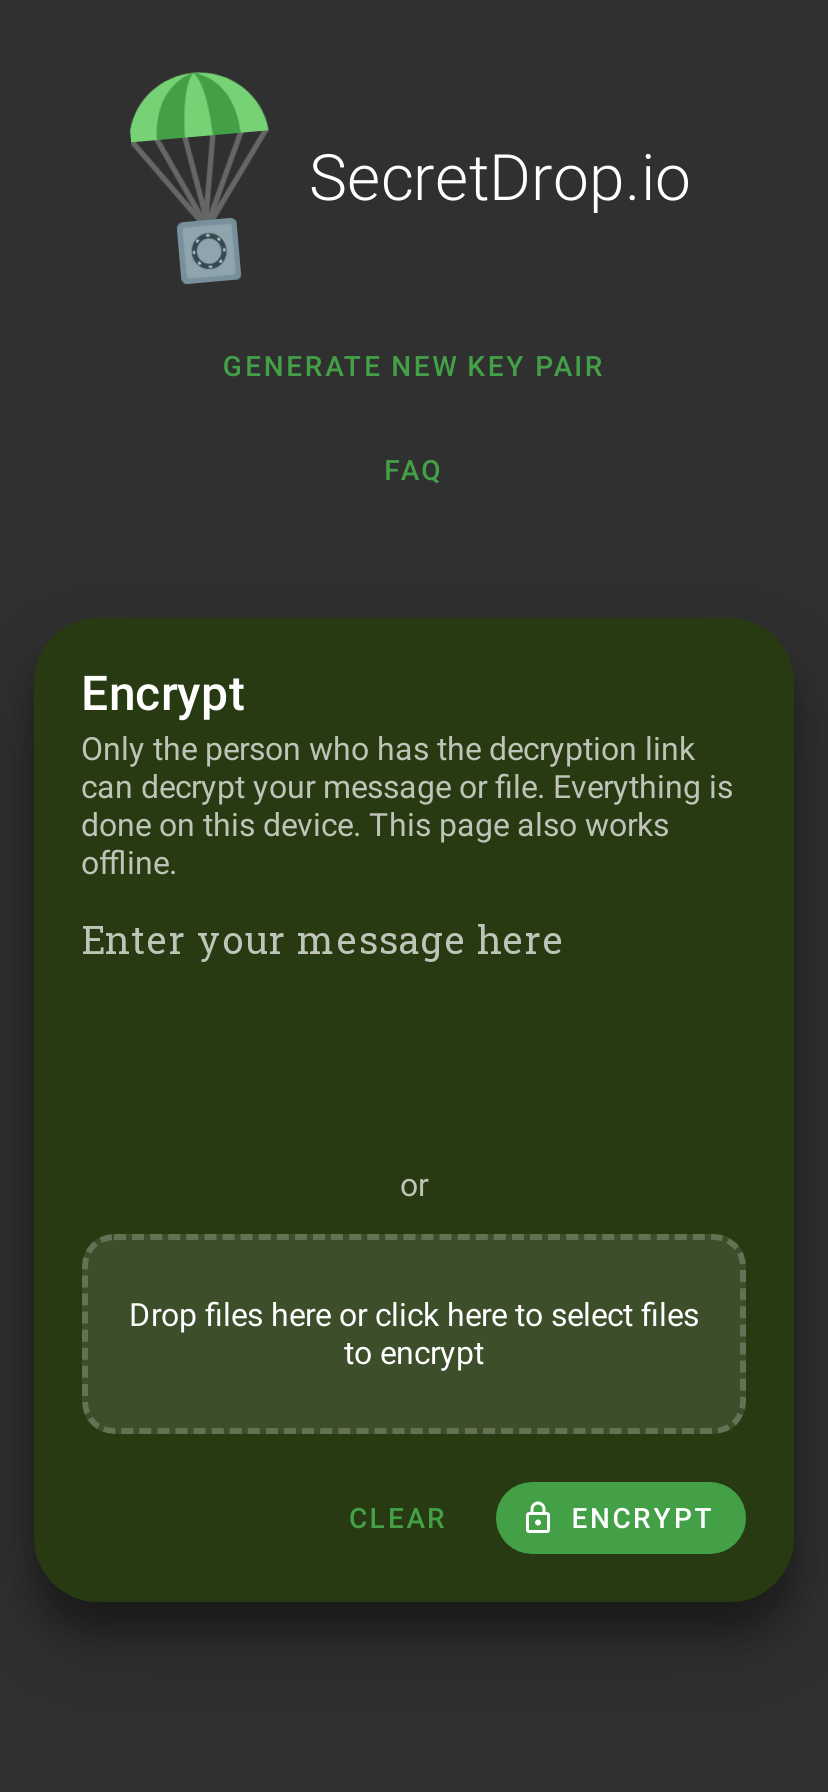 SecretDrop.io
GENERATE NEW KEY PAIR
FAQ
Encrypt
Only the person who has the decryption link
can decrypt your message or file. Everything is
done on this device. This page also works
offline.
Enter your message here
or
Drop files here or click here to select files
to encrypt
CLEAR
ENCRYPT